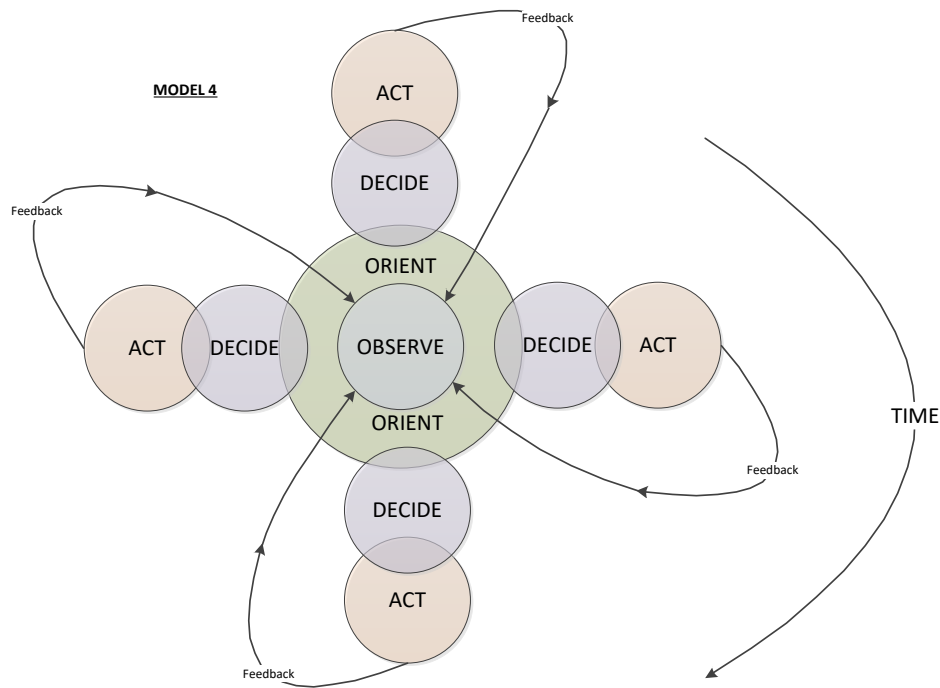 Feedback
MODEL 4
ACT
DECIDE
Feedback
ORIENT
ACT
DECIDE
OBSERVE
DECIDE
ACT
TIME
ORIENT
Feedback
DECIDE
ACT
Feedback